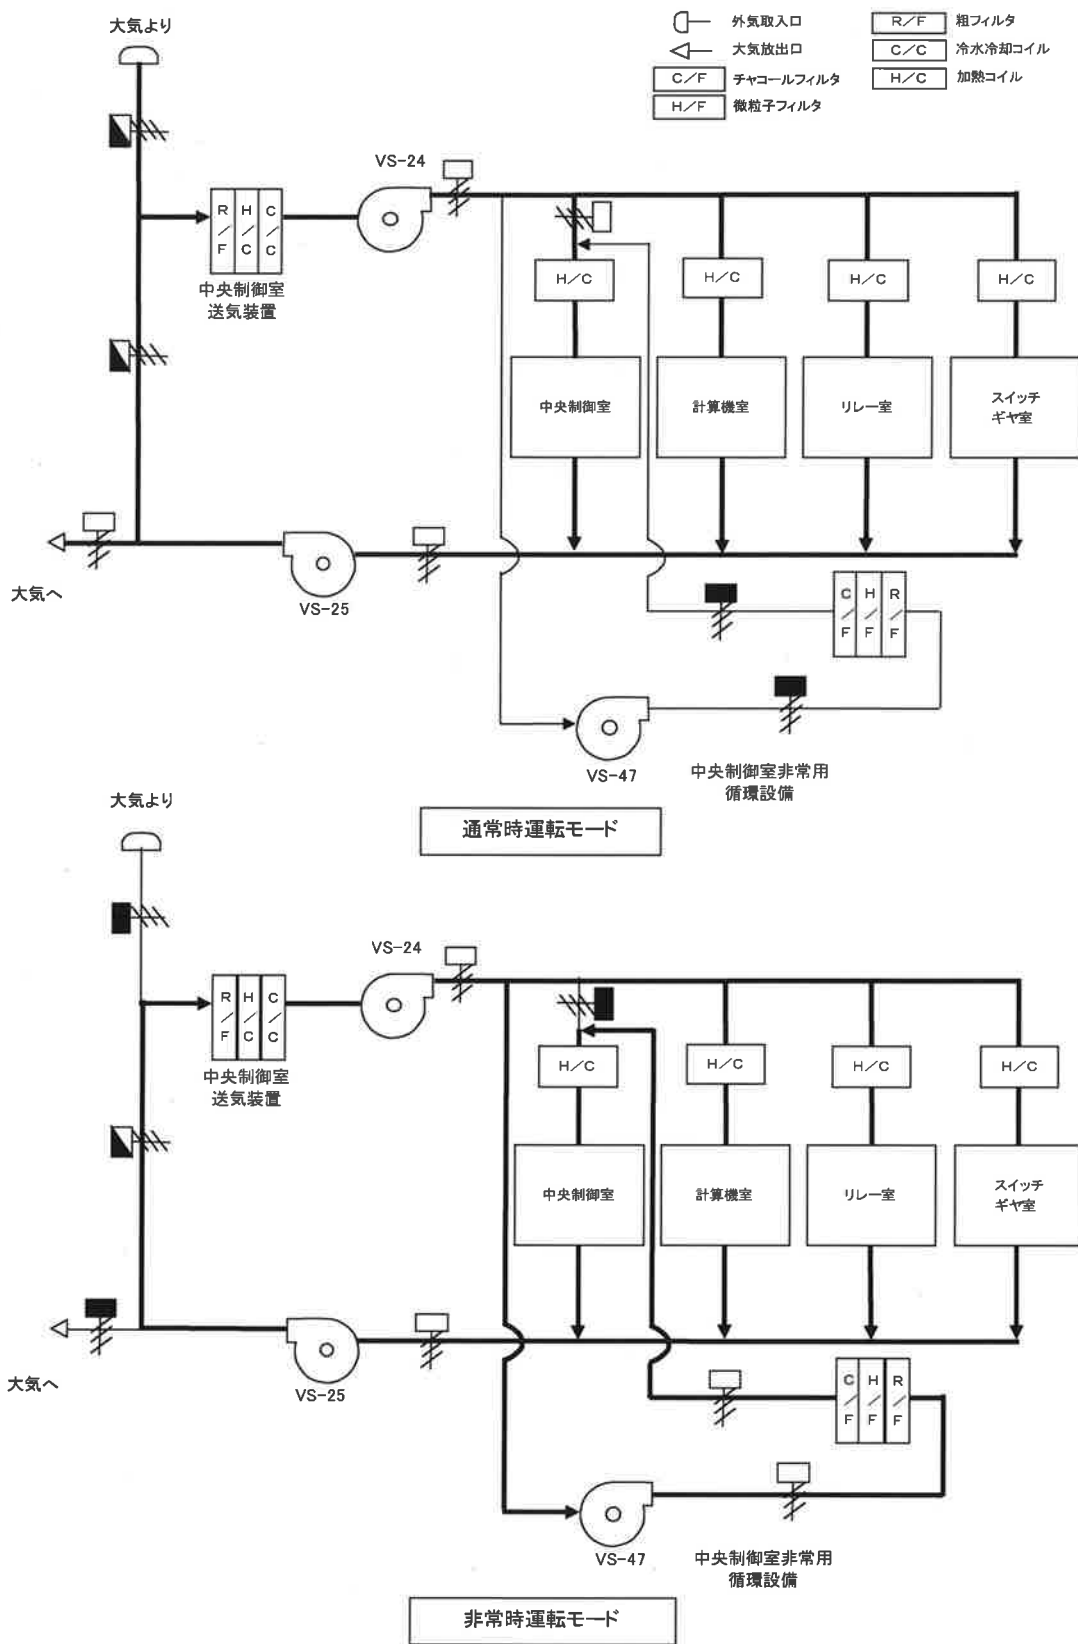 大気より
外気取入口
大気放出口
C/F チャコールフィルタ
H/F 微粒子フィルタ
R/F 粗フィルタ
C/C 冷水冷却コイル
H/C 加熱コイル
VS-24
R/F
H/C
C/C
中央制御室
送気装置
H/C
H/C
H/C
H/C
中央制御室
計算機室
リレー室
スイッチ
ギヤ室
大気へ
VS-25
C/F
H/F
R/F
VS-47
中央制御室非常用
循環設備
通常時運転モード
大気より
VS-24
R/F
H/C
C/C
中央制御室
送気装置
H/C
H/C
H/C
H/C
中央制御室
計算機室
リレー室
スイッチ
ギヤ室
大気へ
VS-25
C/F
H/F
R/F
VS-47
中央制御室非常用
循環設備
非常時運転モード